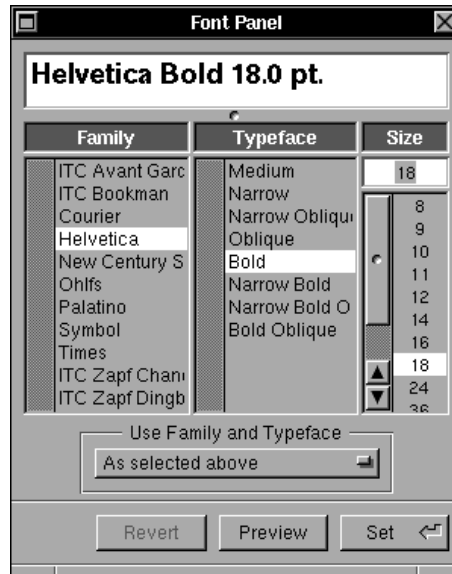 Font Panel
Helvetica Bold 18.0 pt.
Family
ITC Avant Garc
ITC Bookman
Courier
Helvetica
New Century S
Ohlfs
Palatino
Symbol
Times
ITC Zapf Chan
ITC Zapf Dingb
Typeface
Medium
Narrow
Narrow Obliqu
Oblique
Bold
Narrow Bold
Narrow Bold O
Bold Oblique
Size
18
8
9
10
11
12
14
16
18
24
36
Use Family and Typeface
As selected above
Revert
Preview
Set